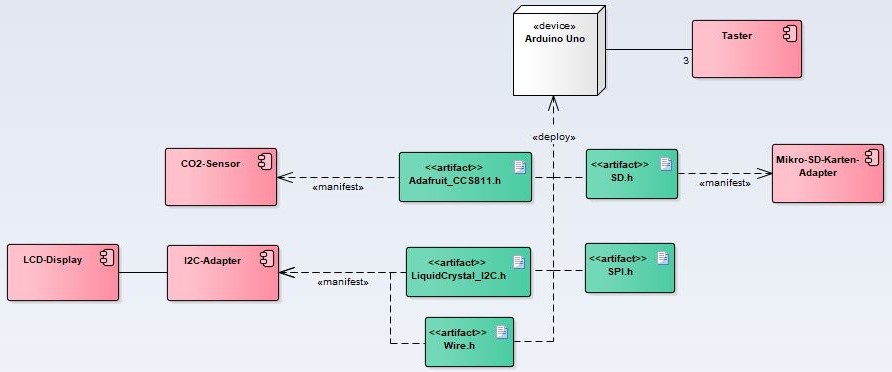 «device»
Arduino Uno
Taster
3
«deploy»
CO2-Sensor
«manifest»
<<artifact>>
Adafruit_CCS811.h
<<artifact>>
SD.h
«manifest»
Mikro-SD-Karten-
Adapter
LCD-Display
I2C-Adapter
«manifest»
<<artifact>>
LiquidCrystal_I2C.h
<<artifact>>
SPI.h
<<artifact>>
Wire.h